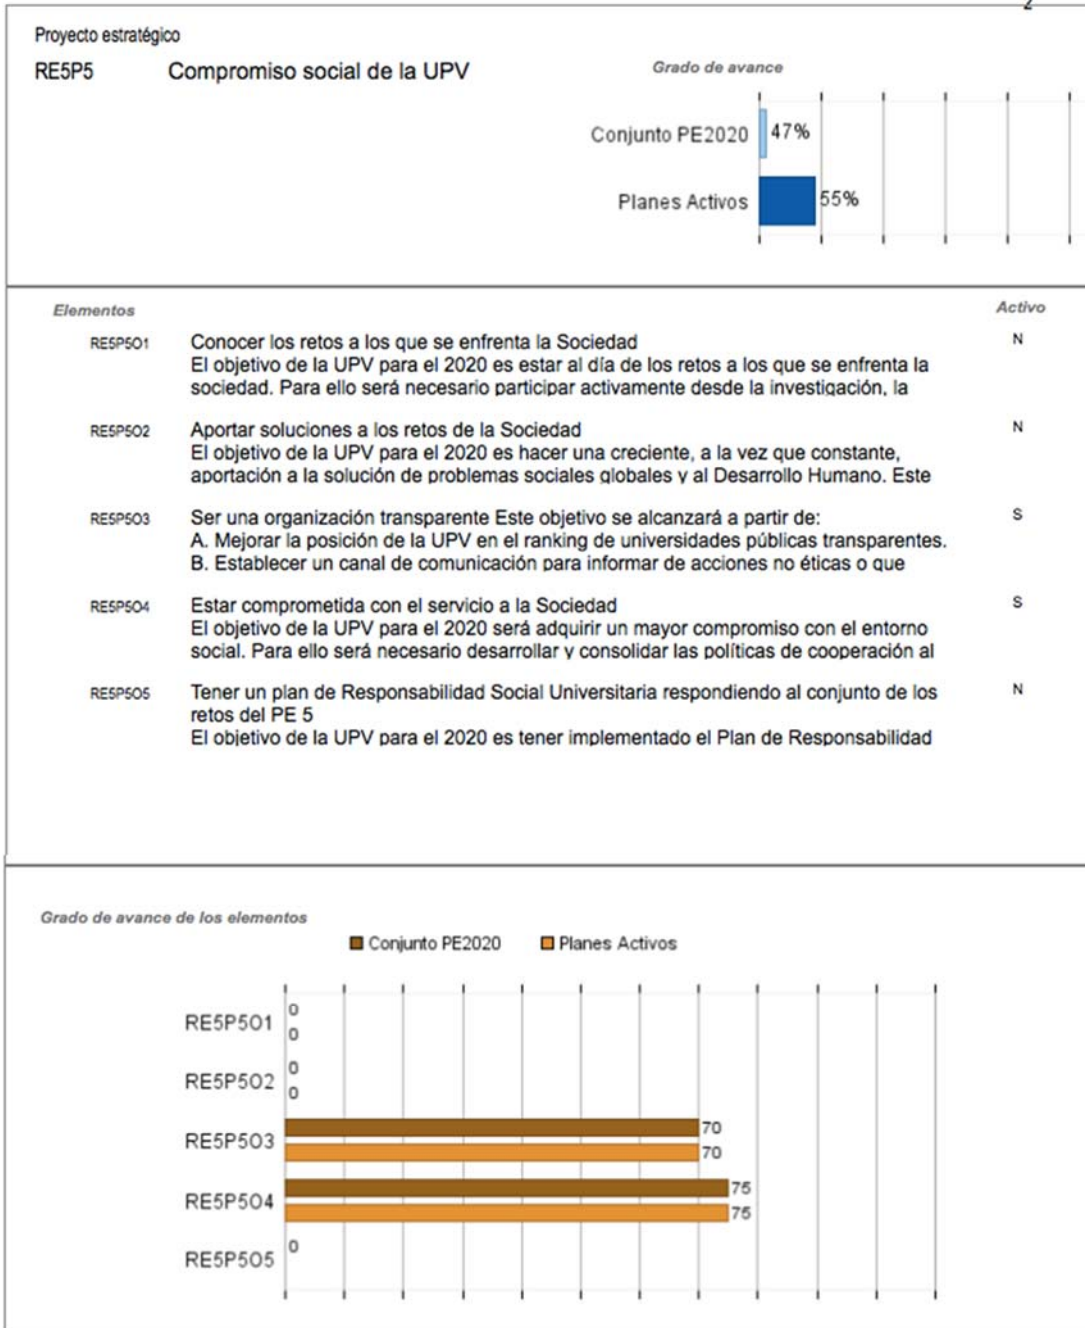 2
Proyecto estratégico
RE5P5 Compromiso social de la UPV
Grado de avance
Conjunto PE2020 47%
Planes Activos 55%
Elementos Activo
RE5P5O1 Conocer los retos a los que se enfrenta la Sociedad N
El objetivo de la UPV para el 2020 es estar al día de los retos a los que se enfrenta la
sociedad. Para ello será necesario participar activamente desde la investigación, la
RE5P5O2 Aportar soluciones a los retos de la Sociedad N
El objetivo de la UPV para el 2020 es hacer una creciente, a la vez que constante,
aportación a la solución de problemas sociales globales y al Desarrollo Humano. Este
RE5P5O3 Ser una organización transparente Este objetivo se alcanzará a partir de: S
A. Mejorar la posición de la UPV en el ranking de universidades públicas transparentes.
B. Establecer un canal de comunicación para informar de acciones no éticas o que
RE5P5O4 Estar comprometida con el servicio a la Sociedad S
El objetivo de la UPV para el 2020 será adquirir un mayor compromiso con el entorno
social. Para ello será necesario desarrollar y consolidar las políticas de cooperación al
RE5P5O5 Tener un plan de Responsabilidad Social Universitaria respondiendo al conjunto de los N
retos del PE 5
El objetivo de la UPV para el 2020 es tener implementado el Plan de Responsabilidad
Grado de avance de los elementos
Conjunto PE2020 Planes Activos
RE5P5O1 0
0
RE5P5O2 0
0
RE5P5O3 70
70
RE5P5O4 75
75
RE5P5O5 0